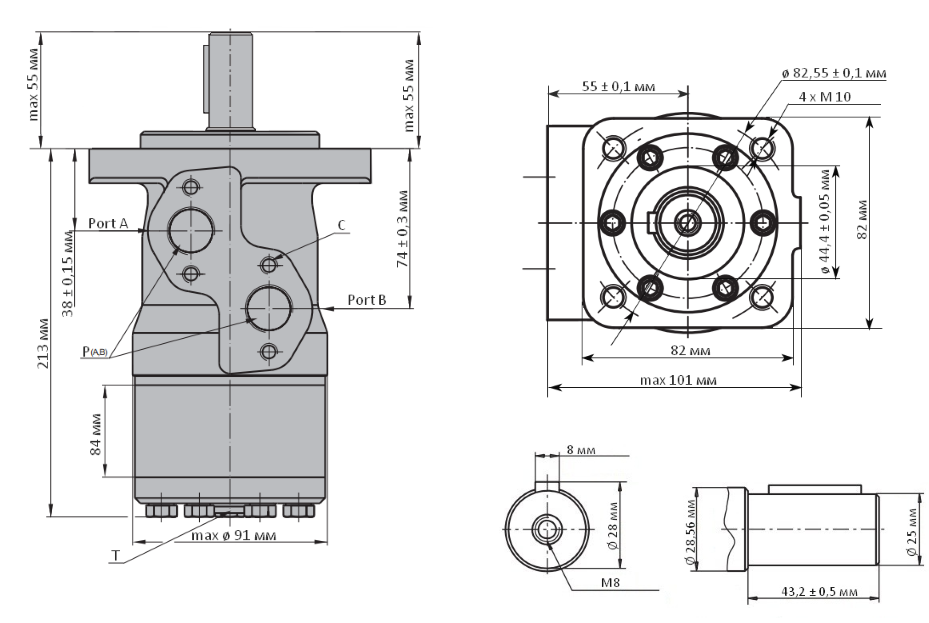 max 55 мм
max 55 мм
Port A
C
38 ± 0,15 мм
74 ± 0,3 мм
Port B
213 мм
P(A,B)
84 мм
max ø 91 мм
T
ø 82,55 ± 0,1 мм
55 ± 0,1 мм
4 x M 10
ø 44,4 ± 0,05 мм
82 мм
82 мм
max 101 мм
8 мм
Ø 28 мм
M8
Ø 28,56 мм
Ø 25 мм
43,2 ± 0,5 мм